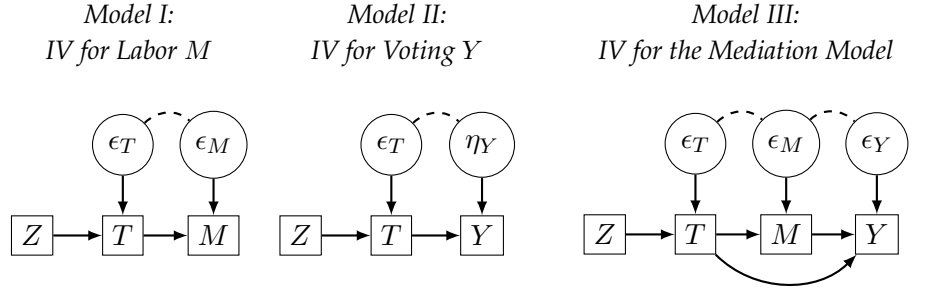 Model I:
IV for Labor M
Model II:
IV for Voting Y
Model III:
IV for the Mediation Model
ϵT ϵM
Z T M
ϵT ηY
Z T Y
ϵT ϵM ϵY
Z T M Y